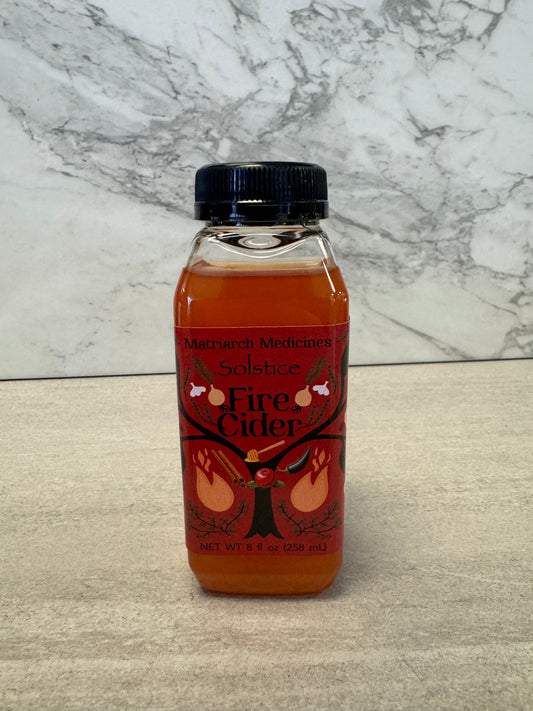 Matriarch Medicines
Solstice
Fire
Cider
NET WT 8 fl oz (258 mL)